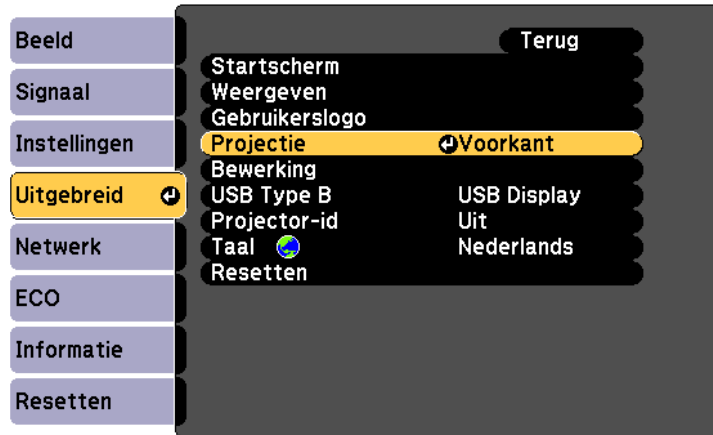 Beeld
Signaal
Instellingen
Uitgebreid
Netwerk
ECO
Informatie
Resetten
Terug
Startscherm
Weergeven
Gebruikerslogo
Projectie Voorkant
Bewerking
USB Type B USB Display
Projector-id Uit
Taal Nederlands
Resetten